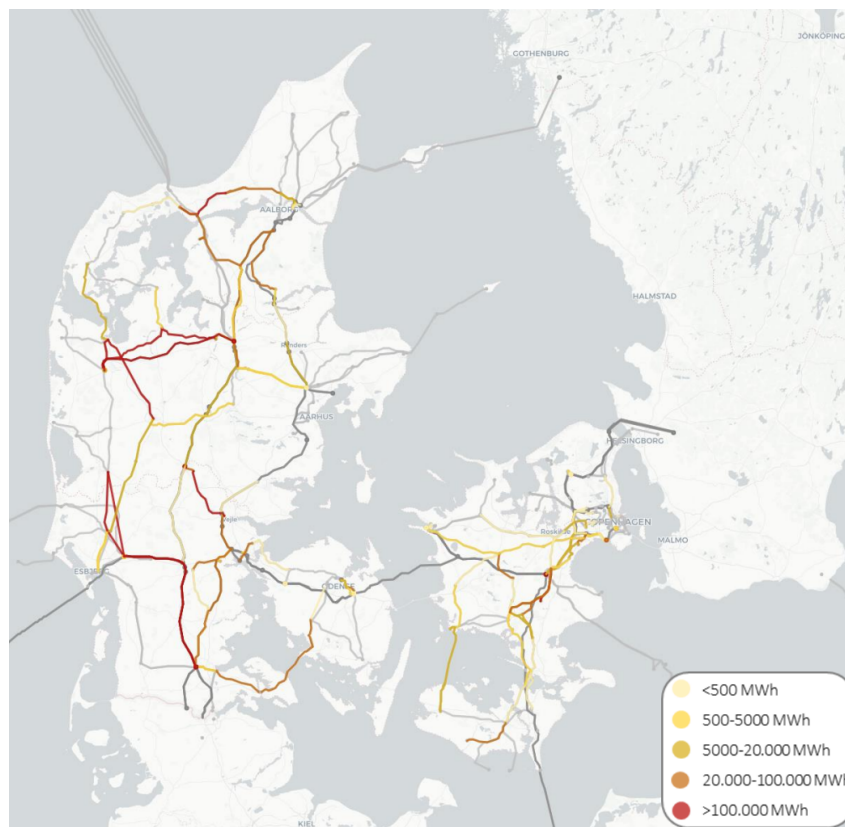 JÖNKÖPING
GOTHENBURG
AALBORG
HALMSTAD
Randers
AARHUS
HELSINGBORG
Vejle
Roskilde
COPENHAGEN
MALMO
ESBJERG
ODENSE
KIEL
<500 MWh
500-5000 MWh
5000-20.000 MWh
20.000-100.000 MWh
>100.000 MWh